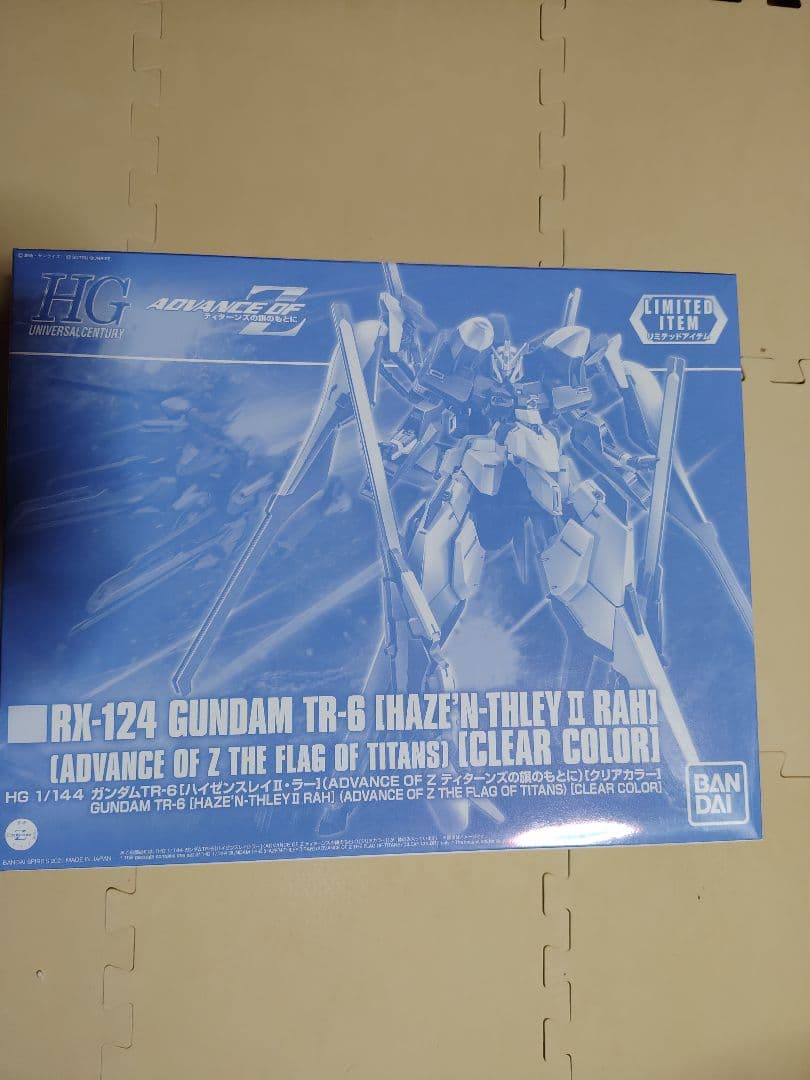 HG
UNIVERSAL CENTURY
ADVANCE OF Z
ティターンズの旗のもとに
LIMITED
ITEM
リミテッドアイテム
RX-124 GUNDAM TR-6 [HAZE'N-THLEY II RAH]
(ADVANCE OF Z THE FLAG OF TITANS) [CLEAR COLOR]
HG 1/144 ガンダムTR-6 [ハイゼンスレイII・ラー] (ADVANCE OF Z ティターンズの旗のもとに) [クリアカラー]
GUNDAM TR-6 [HAZE'N-THLEY II RAH] (ADVANCE OF Z THE FLAG OF TITANS) [CLEAR COLOR]
BAN
DAI
BANDAI SPIRITS 2021 MADE IN JAPAN